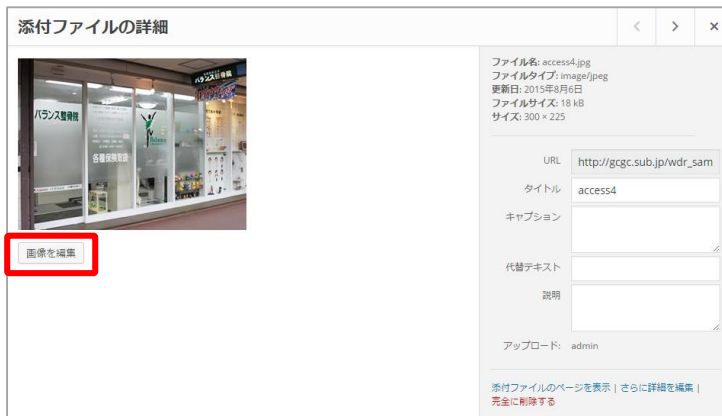 添付ファイルの詳細
バランス整骨院
バランス整骨院
Balance
各種保険取扱
画像を編集
ファイル名: access4.jpg
ファイルタイプ: image/jpeg
更新日: 2015年8月6日
ファイルサイズ: 18 kB
サイズ: 300 × 225
URL http://gcgc.sub.jp/wdr_sam
タイトル access4
キャプション
代替テキスト
説明
アップロード: admin
添付ファイルのページを表示 | さらに詳細を編集 |
完全に削除する